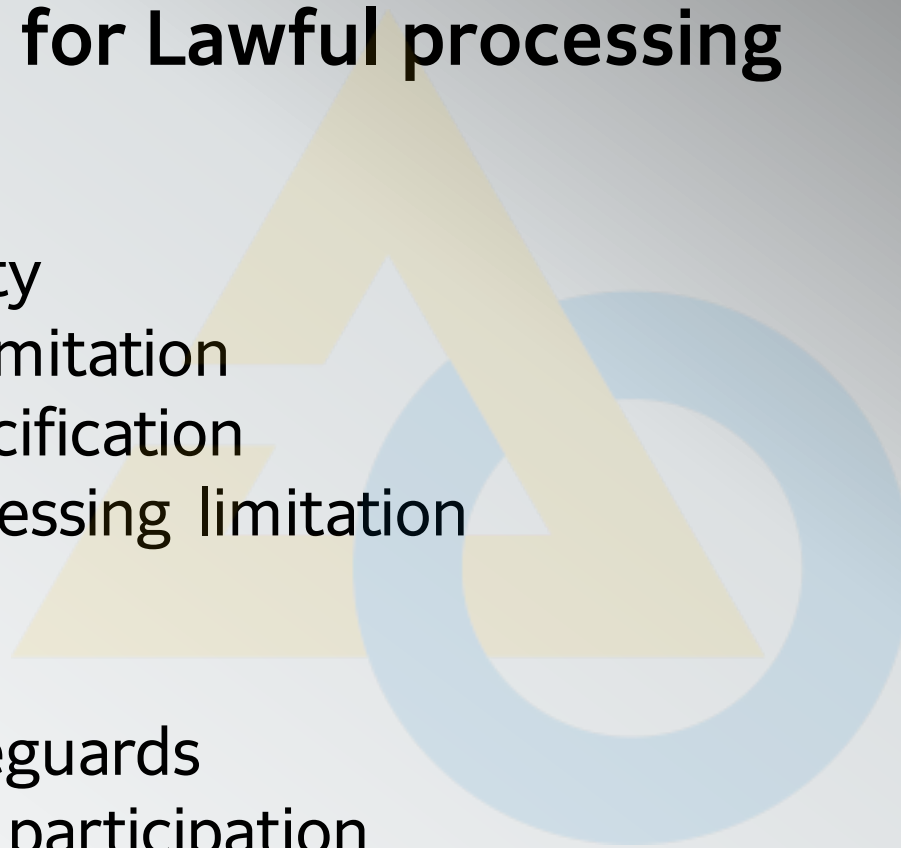 for Lawful processing
ty
mitation
cification
essing limitation
eguards
participation